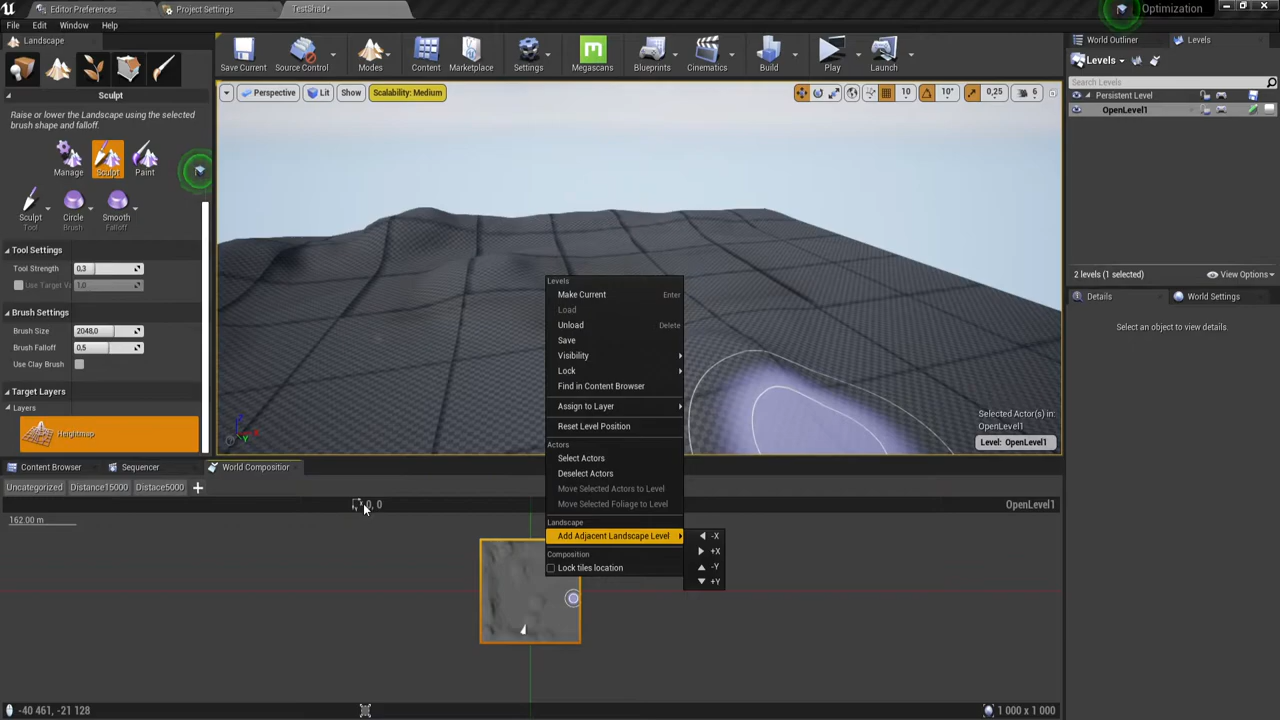 Editor Preferences
Project Settings
TestShad*
Optimization
File Edit Window Help
Landscape
Sculpt
Raise or lower the Landscape using the selected
brush shape and falloff.
Manage
Sculpt
Paint
Sculpt
Tool
Circle
Brush
Smooth
Falloff
Tool Settings
Tool Strength 0,3
Use Target Va 1,0
Brush Settings
Brush Size 2048,0
Brush Falloff 0,5
Use Clay Brush
Target Layers
Layers
Heightmap
Save Current
Source Control
Modes
Content
Marketplace
Settings
Megascans
Blueprints
Cinematics
Build
Play
Launch
Perspective
Lit
Show
Scalability: Medium
10
10°
0,25
6
Levels
Make Current Enter
Load
Unload Delete
Save
Visibility
Lock
Find in Content Browser
Assign to Layer
Reset Level Position
Actors
Select Actors
Deselect Actors
Move Selected Actors to Level
Move Selected Foliage to Level
Landscape
Add Adjacent Landscape Level
Composition
Lock tiles location
-X
+X
-Y
+Y
Selected Actor(s) in:
OpenLevel1
Level: OpenLevel1
World Outliner
Levels
Levels
Search Levels
Persistent Level
OpenLevel1
2 levels (1 selected)
View Options
Details
World Settings
Select an object to view details.
Content Browser
Sequencer
World Composition
Uncategorized
Distance15000
Distace5000
0, 0
OpenLevel1
162.00 m
-40 461, -21 128
1 000 x 1 000